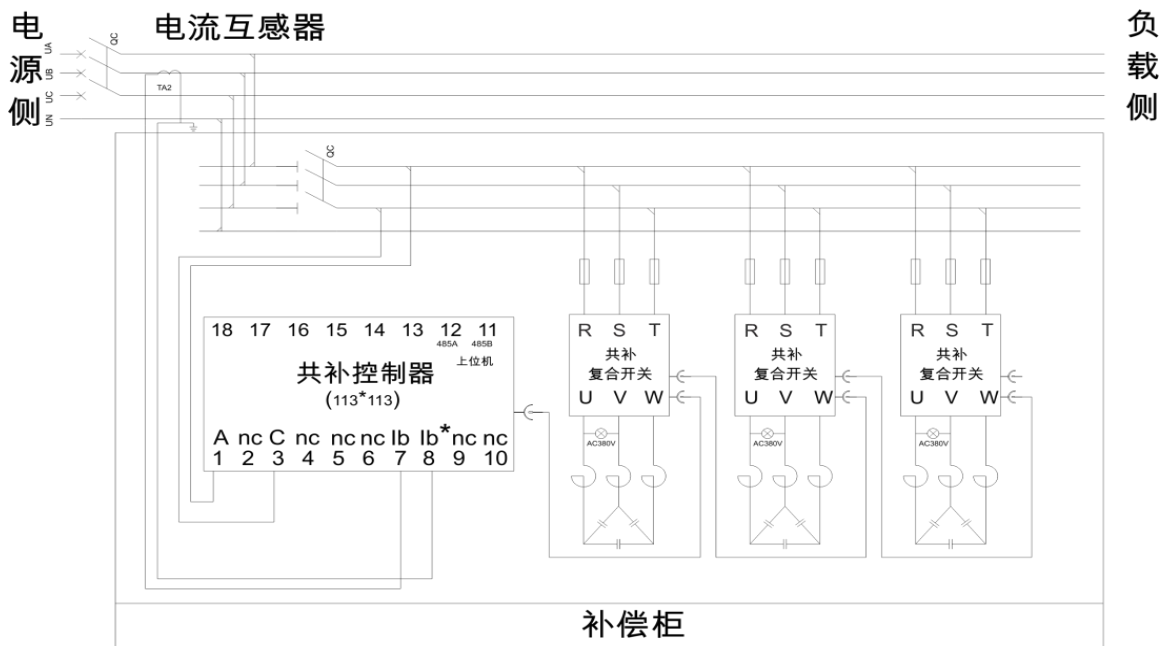 电源侧
电流互感器
负载侧
QC
UA
UB
UC
UN
TA2
QC
18 17 16 15 14 13 12 11
485A 485B
上位机
共补控制器
(113*113)
A nc C nc nc nc Ib Ib* nc nc
1 2 3 4 5 6 7 8 9 10
R S T
共补
复合开关
U V W
AC380V
R S T
共补
复合开关
U V W
AC380V
R S T
共补
复合开关
U V W
AC380V
补偿柜